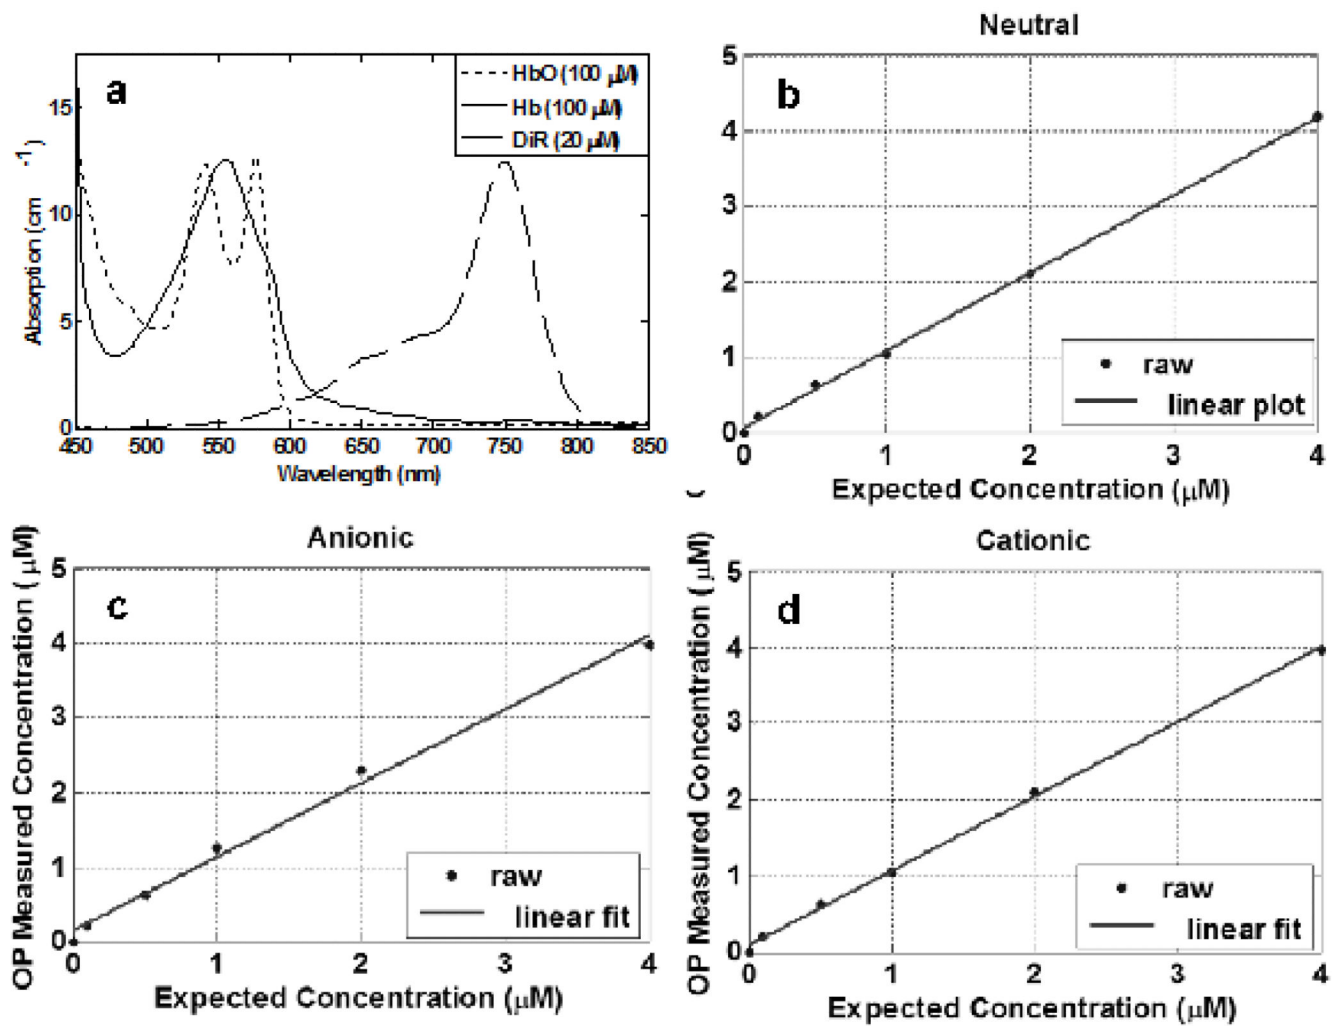 a
HbO (100 μM)
Hb (100 μM)
DiR (20 μM)
Absorption (cm -1)
15
10
5
0
450 500 550 600 650 700 750 800 850
Wavelength (nm)
Neutral
b
5
4
3
2
1
0
raw
linear plot
0 1 2 3 4
Expected Concentration (μM)
Anionic
c
OP Measured Concentration ( μM)
5
4
3
2
1
0
raw
linear fit
0 1 2 3 4
Expected Concentration (μM)
Cationic
d
OP Measured Concentration ( μM)
5
4
3
2
1
0
raw
linear fit
0 1 2 3 4
Expected Concentration (μM)